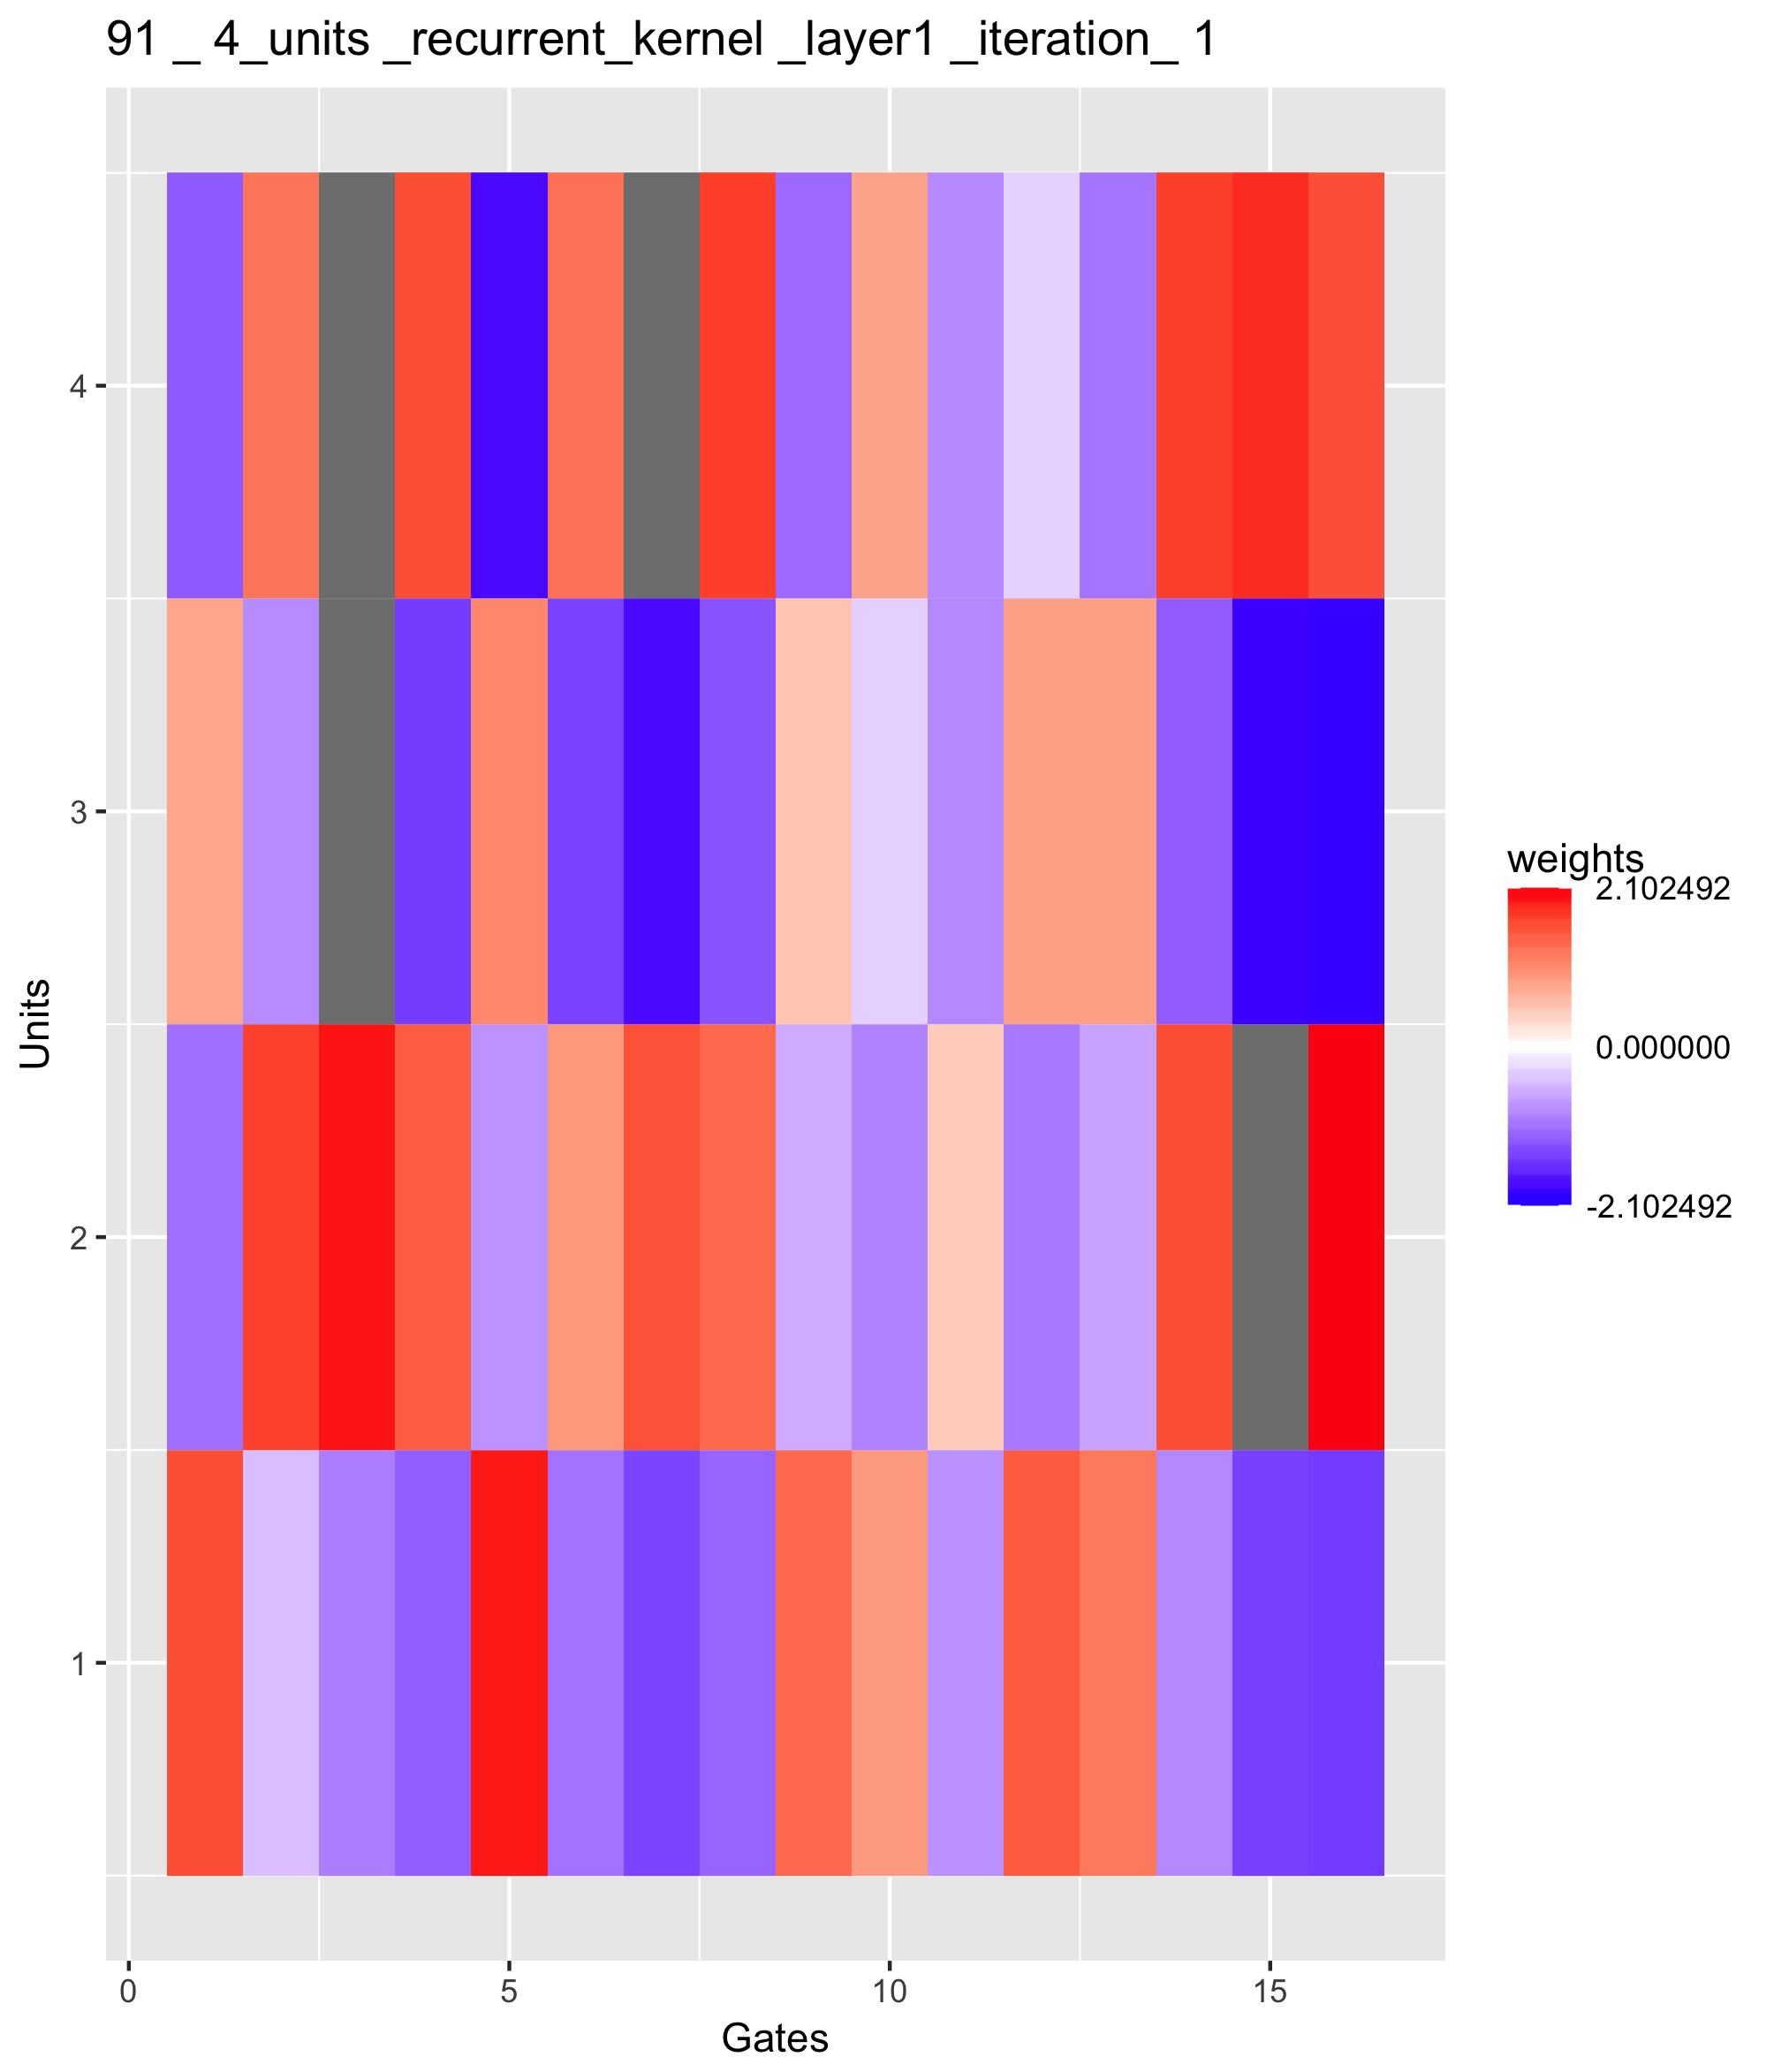 91 _ 4_units _recurrent_kernel _layer1 _iteration_ 1
4
3
2
1
Units
0 5 10 15
Gates
weights
2.102492
0.000000
-2.102492